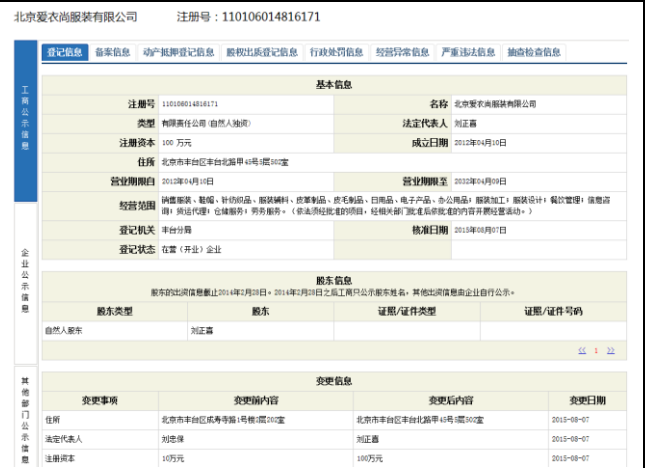 北京爱衣尚服装有限公司 注册号：110106014816171
登记信息 备案信息 动产抵押登记信息 股权出质登记信息 行政处罚信息 经营异常信息 严重违法信息 抽查检查信息
工商公示信息
基本信息
注册号 110106014816171 名称 北京爱衣尚服装有限公司
类型 有限责任公司(自然人独资) 法定代表人 刘正喜
注册资本 100 万元 成立日期 2012年04月10日
住所 北京市丰台区丰台北路甲45号3层302室
营业期限自 2012年04月10日 营业期限至 2032年04月09日
经营范围 销售服装、鞋帽、针纺织品、服装辅料、皮革制品、皮毛制品、日用品、电子产品、办公用品；服装加工；服装设计；餐饮管理；信息咨
询；货运代理；仓储服务；劳务服务。（依法须经批准的项目，经相关部门批准后依批准的内容开展经营活动。）
登记机关 丰台分局 核准日期 2015年08月07日
登记状态 在营（开业）企业
企业公示信息
股东信息
股东的出资信息截止2014年2月28日。2014年2月28日之后工商只公示股东姓名，其他出资信息由企业自行公示。
股东类型 股东 证照/证件类型 证照/证件号码
自然人股东 刘正喜
<< 1 >>
其他部门公示信息
变更信息
变更事项 变更前内容 变更后内容 变更日期
住所 北京市丰台区成寿寺路1号楼2层202室 北京市丰台区丰台北路甲45号3层302室 2015-08-07
法定代表人 刘忠保 刘正喜 2015-08-07
注册资本 10万元 100万元 2015-08-07